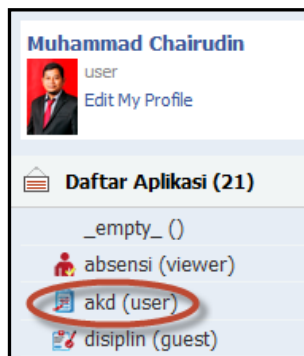 Muhammad Chairudin
user
Edit My Profile
Daftar Aplikasi (21)
_empty_ ()
absensi (viewer)
akd (user)
disiplin (guest)